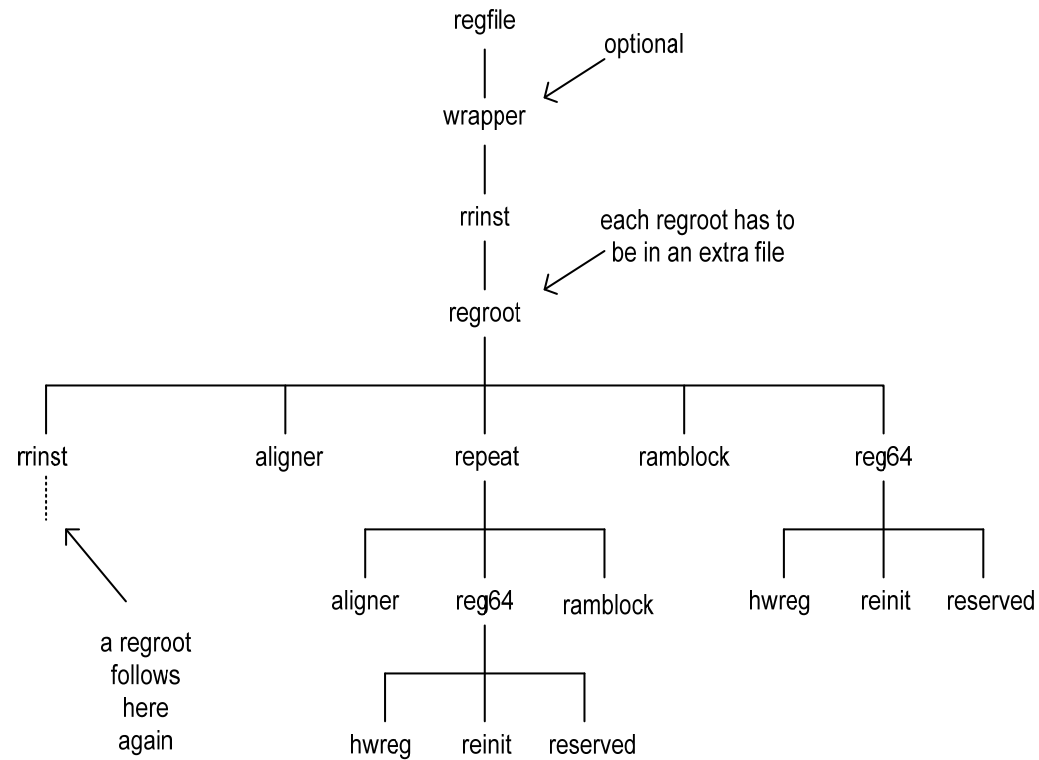 regfile
optional
wrapper
rrinst
each regroot has to
be in an extra file
regroot
rrinst
aligner
repeat
ramblock
reg64
aligner
reg64
ramblock
hwreg
reinit
reserved
a regroot
follows
here
again
hwreg
reinit
reserved